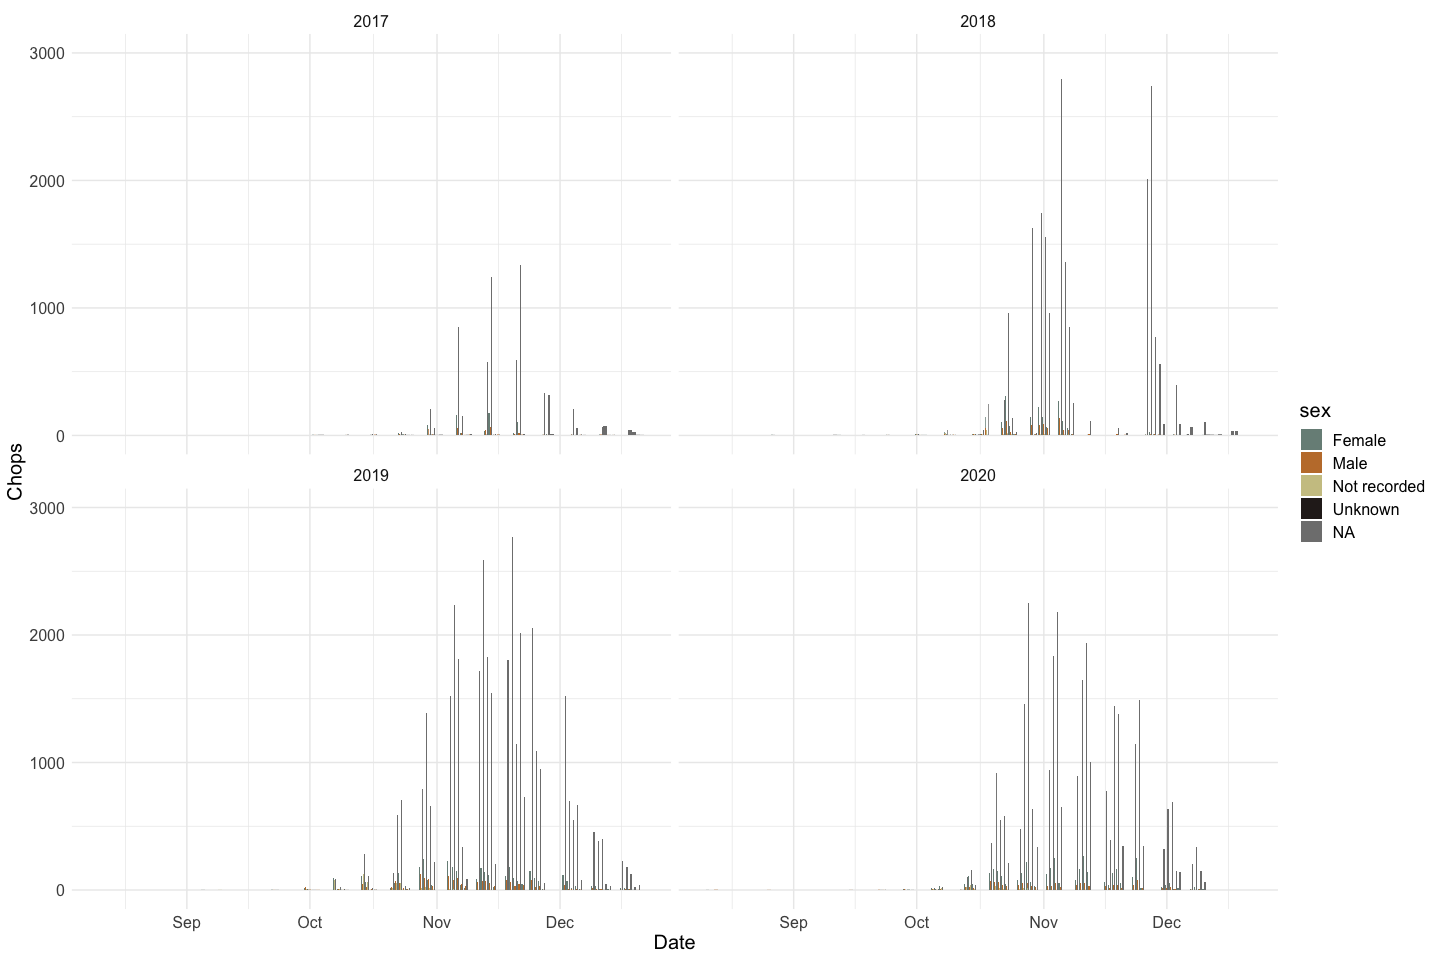 2017
2018
3000
2000
1000
0
2019
2020
3000
2000
1000
0
Sep
Oct
Nov
Dec
Sep
Oct
Nov
Dec
Date
Chops
sex
Female
Male
Not recorded
Unknown
NA